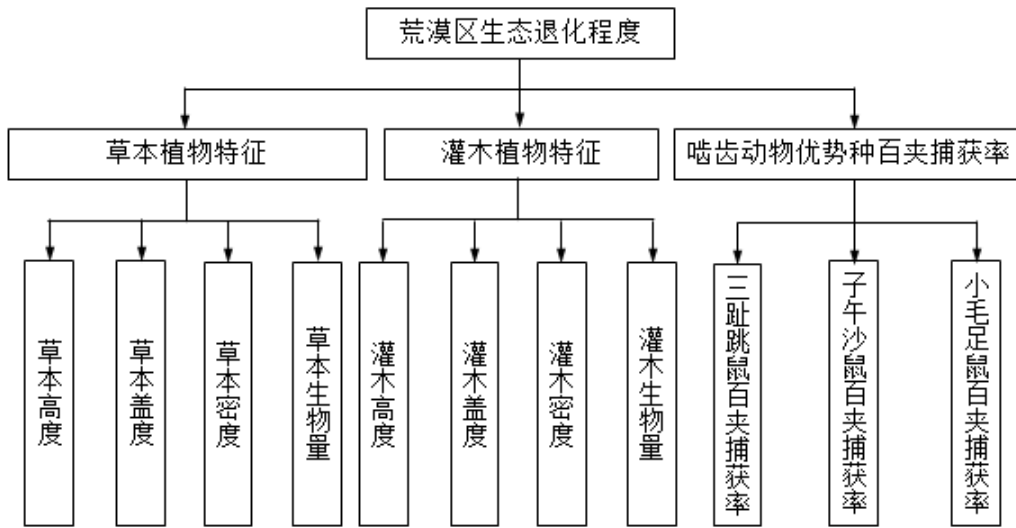 荒漠区生态退化程度
草本植物特征
灌木植物特征
啮齿动物优势种百夹捕获率
草本高度
草本盖度
草本密度
草本生物量
灌木高度
灌木盖度
灌木密度
灌木生物量
三趾跳鼠百夹捕获率
子午沙鼠百夹捕获率
小毛足鼠百夹捕获率